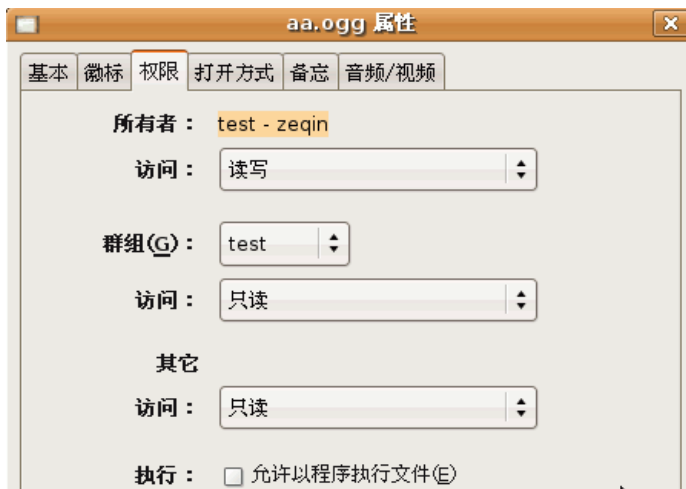 aa.ogg 属性
基本 徽标 权限 打开方式 备忘 音频/视频
所有者： test - zeqin
访问： 读写
群组(G)： test
访问： 只读
其它
访问： 只读
执行： 允许以程序执行文件(E)